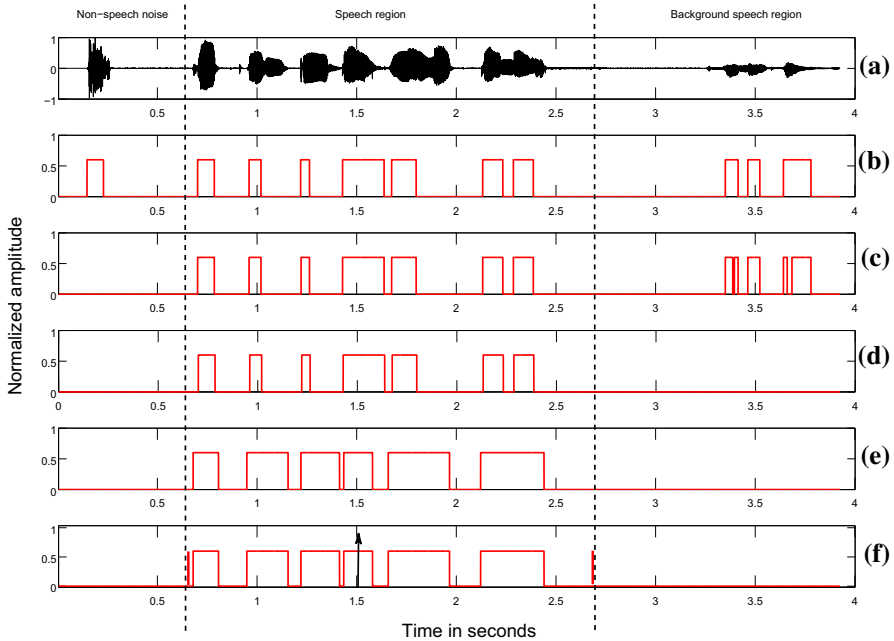 Non-speech noise Speech region Background speech region
1
0
-1
0.5 1 1.5 2 2.5 3 3.5 4
(a)
1
0.5
0
0.5 1 1.5 2 2.5 3 3.5 4
(b)
1
0.5
0
0.5 1 1.5 2 2.5 3 3.5 4
(c)
1
0.5
0
0 0.5 1 1.5 2 2.5 3 3.5 4
(d)
1
0.5
0
0.5 1 1.5 2 2.5 3 3.5 4
(e)
1
0.5
0
0.5 1 1.5 2 2.5 3 3.5 4
(f)
Normalized amplitude
Time in seconds